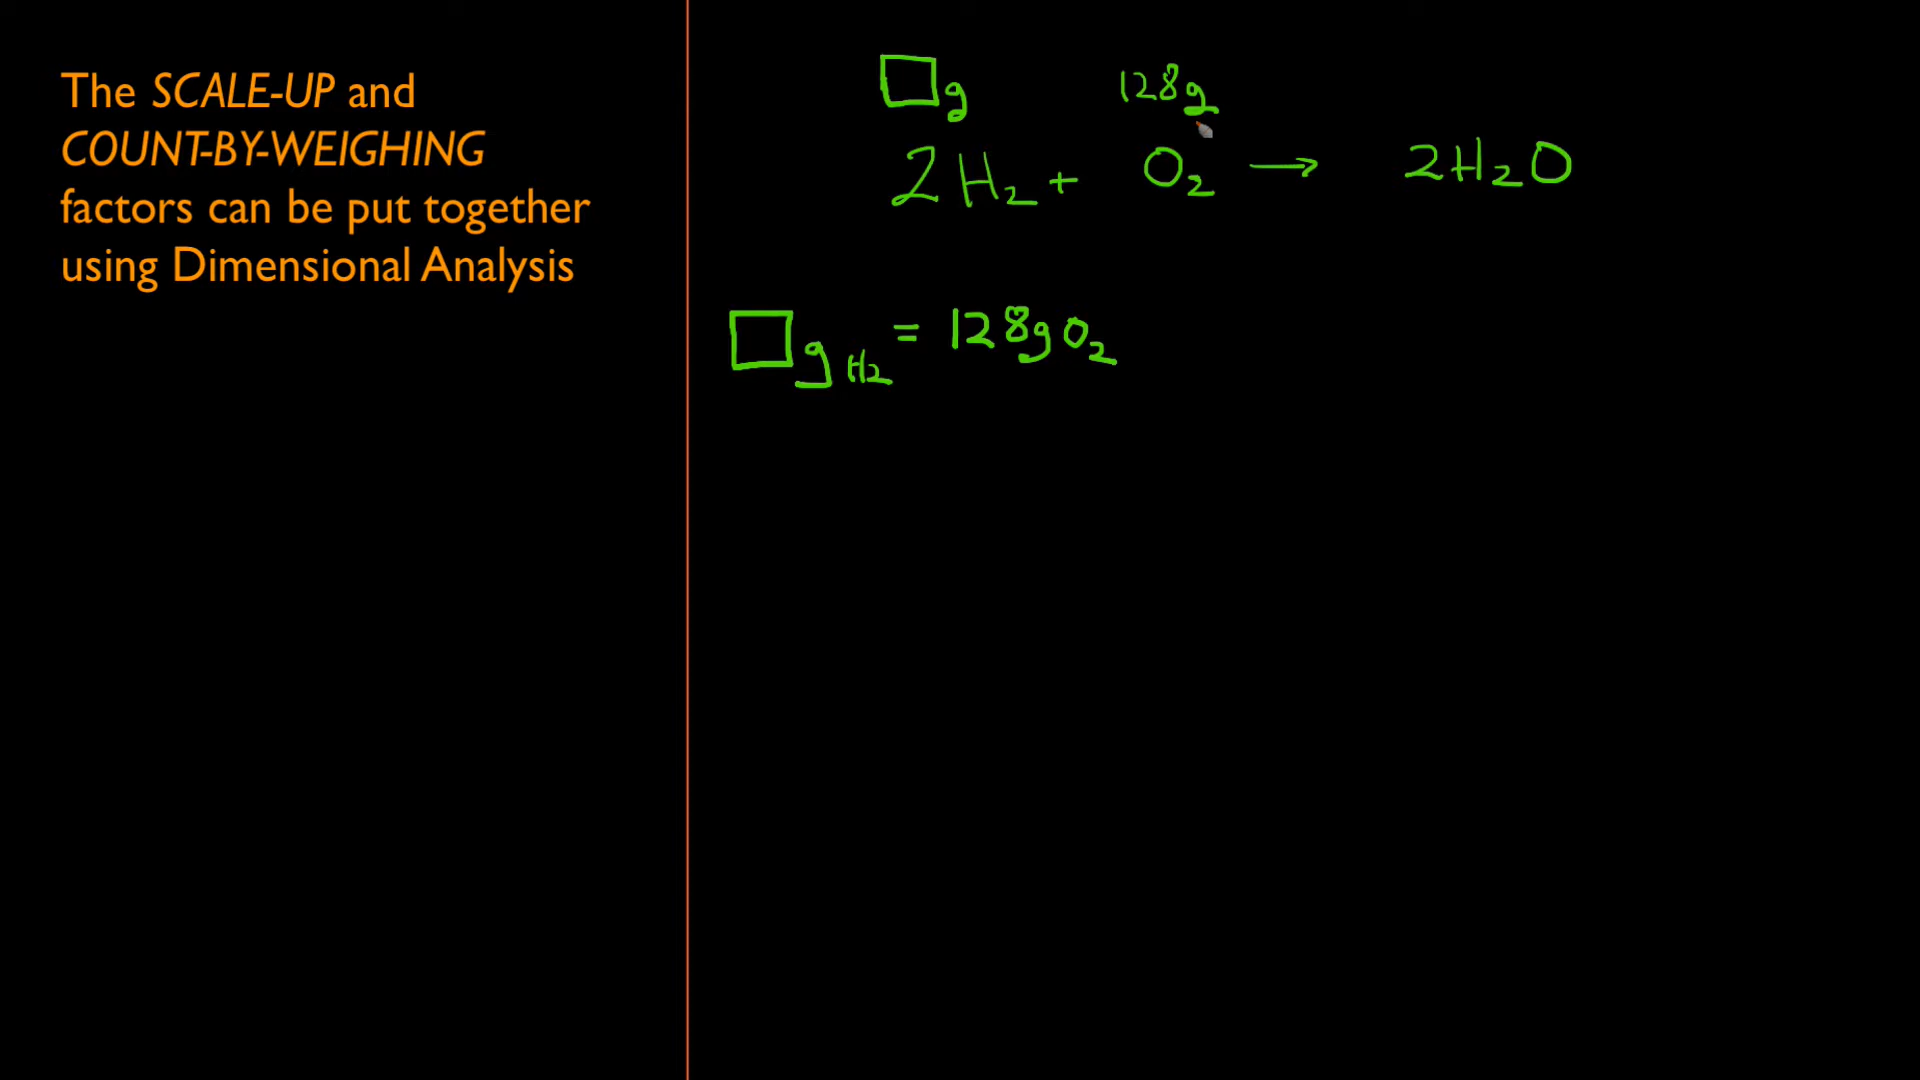 The SCALE-UP and
COUNT-BY-WEIGHING
factors can be put together
using Dimensional Analysis
□g 128g
2H₂ + O₂ → 2H₂O
□g H₂ = 128g O₂